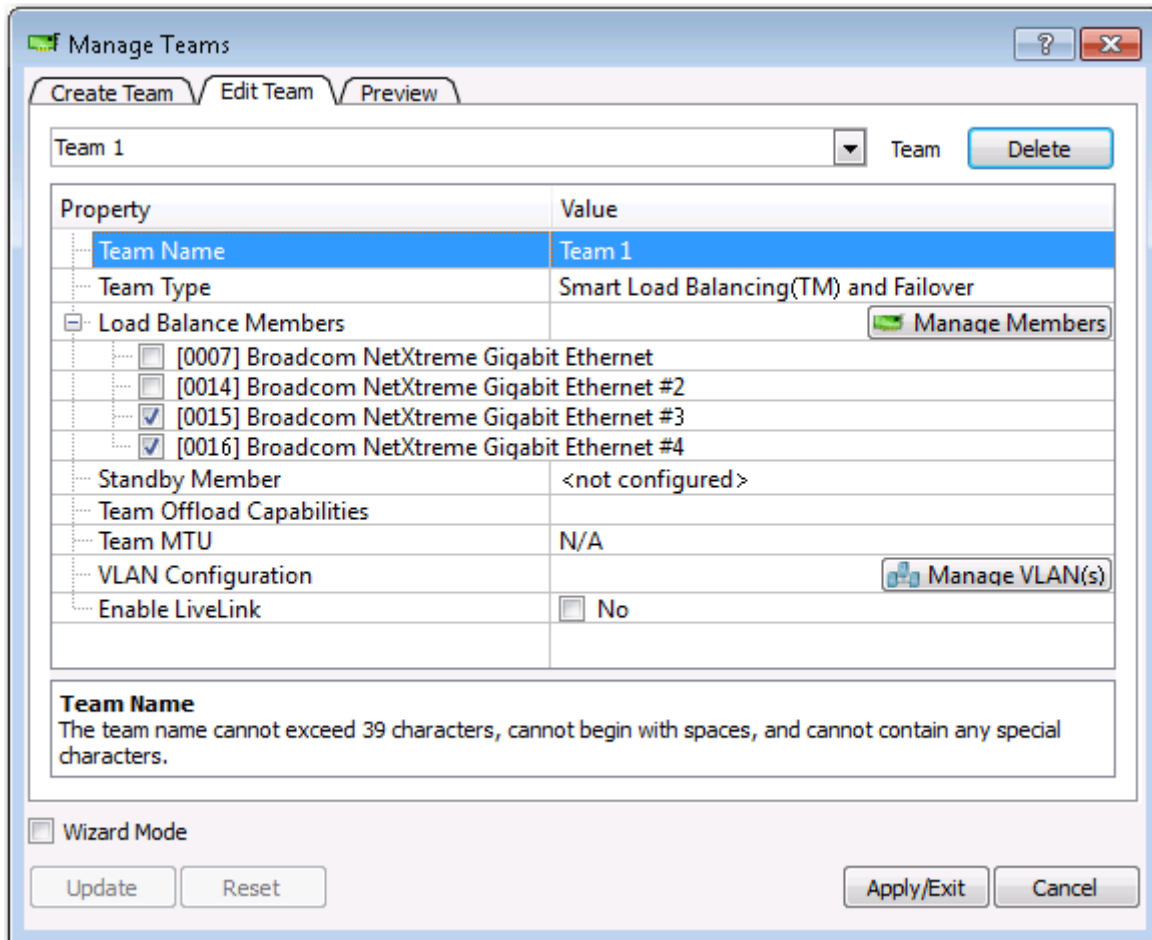 Manage Teams
Create Team Edit Team Preview
Team 1 Team Delete
Property Value
Team Name Team 1
Team Type Smart Load Balancing(TM) and Failover
Load Balance Members Manage Members
[0007] Broadcom NetXtreme Gigabit Ethernet
[0014] Broadcom NetXtreme Gigabit Ethernet #2
[0015] Broadcom NetXtreme Gigabit Ethernet #3
[0016] Broadcom NetXtreme Gigabit Ethernet #4
Standby Member <not configured>
Team Offload Capabilities
Team MTU N/A
VLAN Configuration Manage VLAN(s)
Enable LiveLink No
Team Name
The team name cannot exceed 39 characters, cannot begin with spaces, and cannot contain any special
characters.
Wizard Mode
Update Reset Apply/Exit Cancel